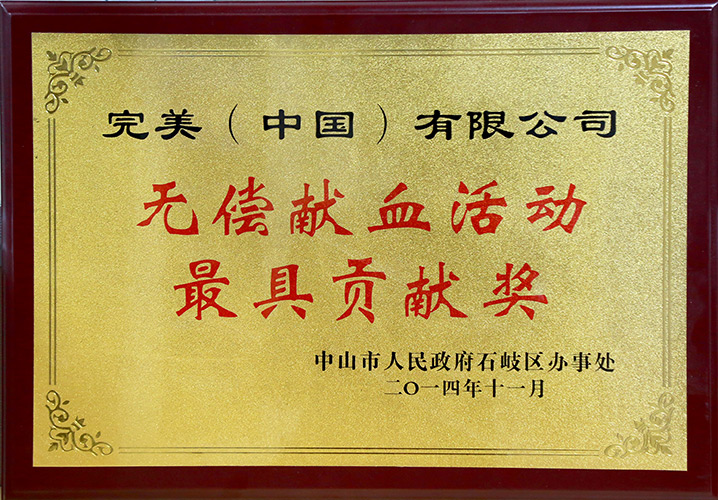 完美（中国）有限公司
无偿献血活动
最具贡献奖
中山市人民政府石岐区办事处
二〇一四年十一月